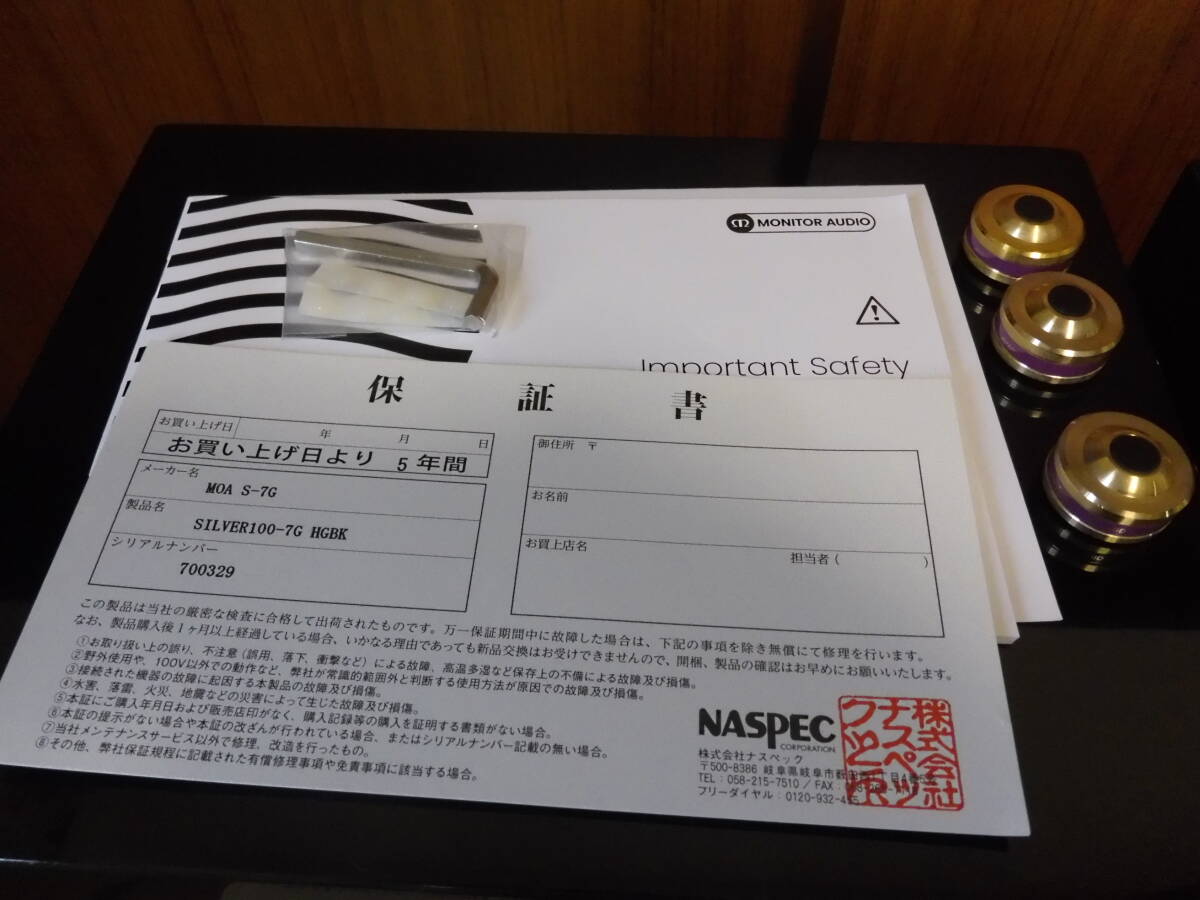 MONITOR AUDIO
Important Safety
保証書
お買い上げ日 年 月 日
お買い上げ日より 5 年間
メーカー名
MOA S-7G
製品名
SILVER100-7G HGBK
シリアルナンバー
700329
御住所 〒
お名前
お買上店名
担当者 ( )
この製品は当社の厳密な検査に合格して出荷されたものです。万一保証期間中に故障した場合は、下記の事項を除き無償にて修理を行います。
なお、製品購入後1ヶ月以上経過している場合、いかなる理由であっても新品交換はお受けできませんので、開梱、製品の確認はお早めにお願いいたします。
①お取り扱い上の誤り、不注意(誤用、落下、衝撃など)による故障、高温多湿など保存上の不備による故障及び損傷。
②野外使用や、100V以外での動作など、弊社が常識的範囲外と判断する使用方法が原因での故障及び損傷。
③接続された機器の故障に起因する本製品の故障及び損傷。
④水害、落雷、火災、地震などの災害によって生じた故障及び損傷。
⑤本証にご購入年月日および販売店印がなく、購入記録等の購入を証明する書類がない場合。
⑥本証の提示がない場合や本証の改ざんが行われている場合、またはシリアルナンバー記載の無い場合。
⑦当社メンテナンスサービス以外で修理、改造を行ったもの。
⑧その他、弊社保証規程に記載された有償修理事項や免責事項に該当する場合。
NASPEC
CORPORATION
株式会社ナスペック
〒500-8386 岐阜県岐阜市
TEL:058-215-7510 / FAX:
フリーダイヤル:0120-932-455
株式会社
ナスペッ
ク之印